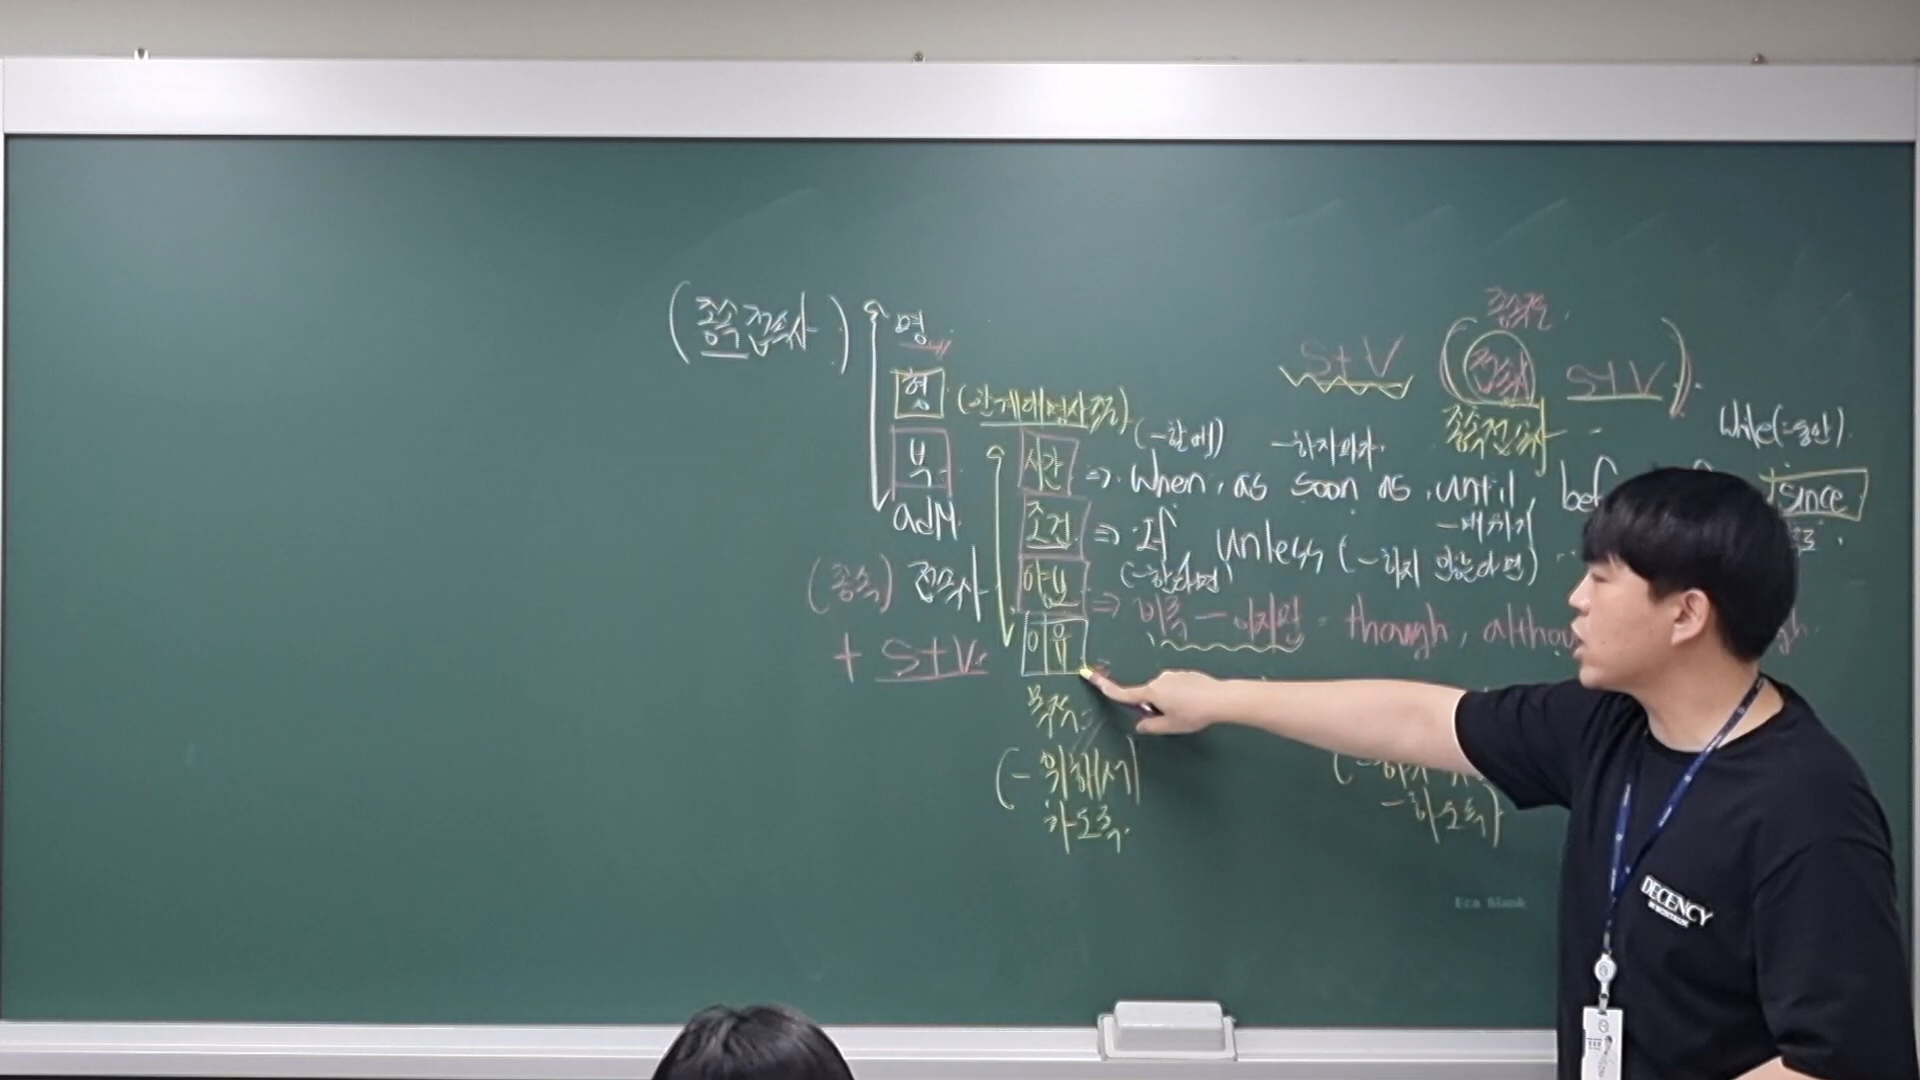 (종속접속사)
명
형 (관계대명사절)
부
adM
(종속) 접속사
+ S+V
종속절
S+V (접속사 S+V)
종속접속사
while(~동안)
(~할 때) ~하자마자
시간 ⇒ When, as soon as, until, since
~때까지
조건 ⇒ If, unless (~하지 않는다면)
(~한다면)
양보 ⇒ 비록 ~이지만 though,
이유
목적
(~위해서
하도록
~하도록)
Eco Blank
DECENCY